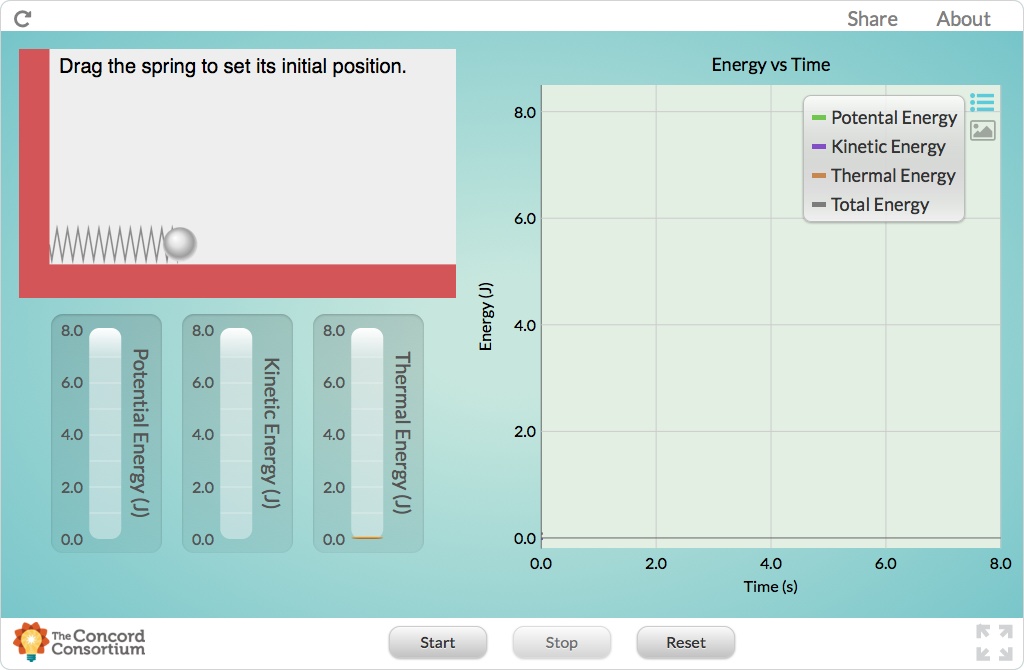 Share About
Drag the spring to set its initial position.
Energy vs Time
8.0
6.0
4.0
2.0
0.0
Energy (J)
Potental Energy
Kinetic Energy
Thermal Energy
Total Energy
0.0 2.0 4.0 6.0 8.0
Time (s)
8.0
6.0
4.0
2.0
0.0
Potential Energy (J)
8.0
6.0
4.0
2.0
0.0
Kinetic Energy (J)
8.0
6.0
4.0
2.0
0.0
Thermal Energy (J)
The Concord
Consortium
Start Stop Reset